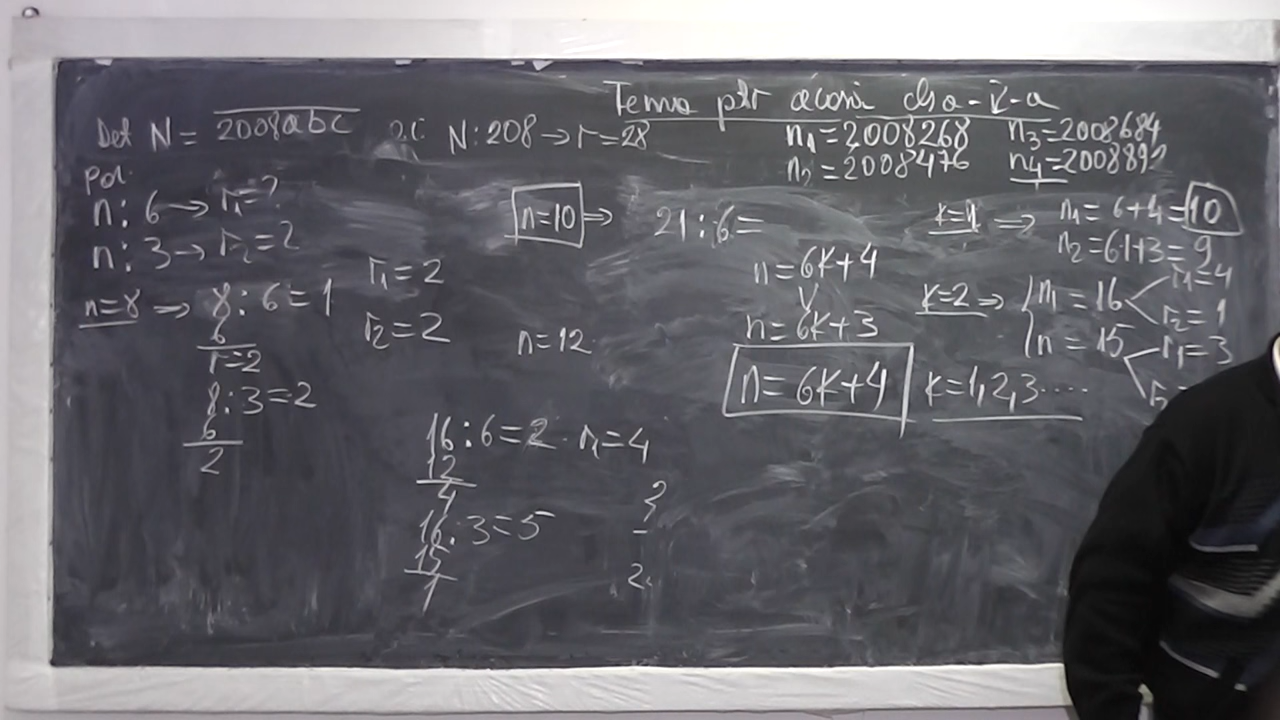 Tema ptr acasă cls a-V-a
Det N = 2008abc N:208→r=28
n1=2008268 n3=2008684
n2=2008476 n4=2008892
n:6→r1=?
n:3→r2=2
n=8 ⇒ 8:6=1
6
r=2
8:3=2
6
2
r1=2
r2=2
n=10 ⇒
n=12
16:6=2 r1=4
12
4
16:3=5
15
1
2
21:6=
n=6k+4
n=6k+3
n=6k+4 k=1,2,3....
⇒ n1=6+4=10
n2=6·1+3=9
k=2 ⇒ n1=16 r1=4
r2=1
n=15 r1=3